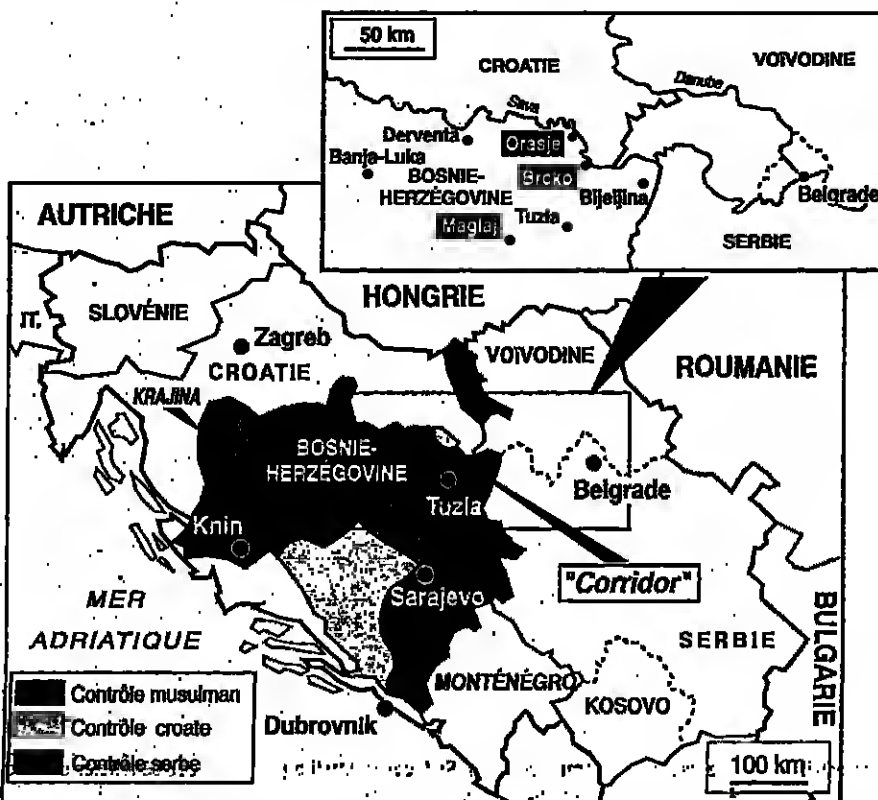 50 km
CROATIE
VOÏVODINE
Danube
Sava
Derventa
Orasje
Banja-Luka
BOSNIE-
HERZÉGOVINE
Brcko
Bijeljina
Belgrade
Maglaj
Tuzla
SERBIE
AUTRICHE
HONGRIE
IT.
SLOVÉNIE
Zagreb
CROATIE
VOÏVODINE
ROUMANIE
KRAJINA
BOSNIE-
HERZÉGOVINE
Tuzla
Belgrade
Knin
Sarajevo
"Corridor"
MER
ADRIATIQUE
SERBIE
BULGARIE
MONTÉNÉGRO
KOSOVO
Dubrovnik
Contrôle musulman
Contrôle croate
Contrôle serbe
100 km